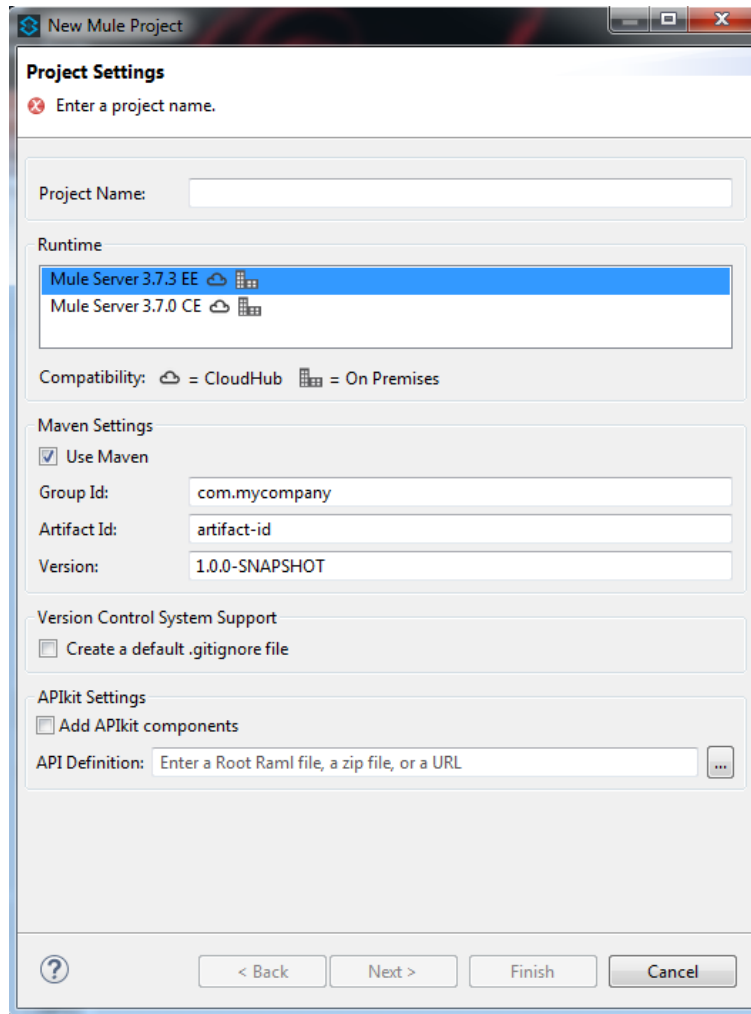 New Mule Project
Project Settings
Enter a project name.
Project Name:
Runtime
Mule Server 3.7.3 EE
Mule Server 3.7.0 CE
Compatibility: = CloudHub = On Premises
Maven Settings
Use Maven
Group Id: com.mycompany
Artifact Id: artifact-id
Version: 1.0.0-SNAPSHOT
Version Control System Support
Create a default .gitignore file
APIkit Settings
Add APIkit components
API Definition: Enter a Root Raml file, a zip file, or a URL ...
? < Back Next > Finish Cancel